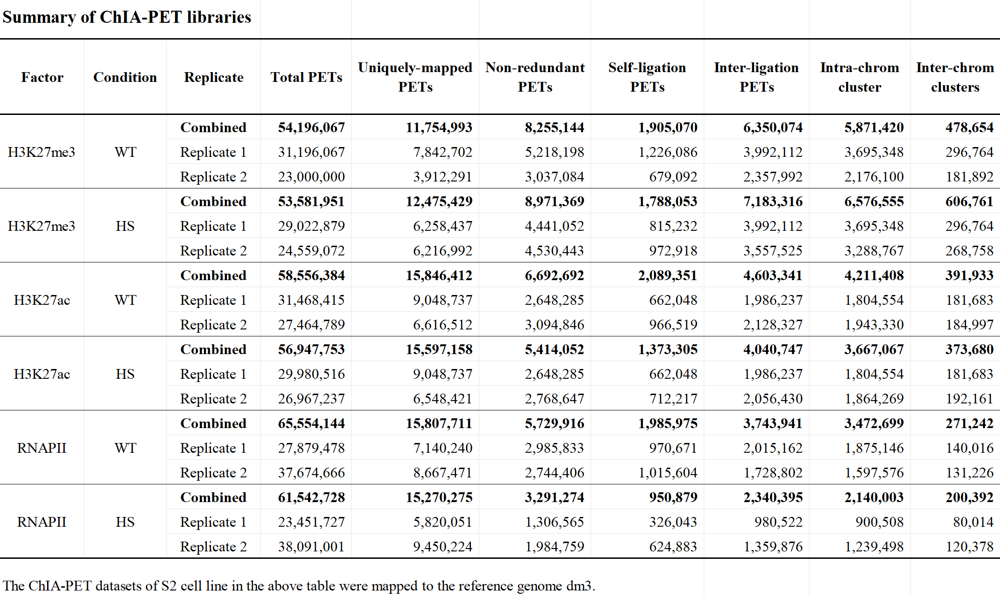 Summary of ChIA-PET libraries
Factor Condition Replicate Total PETs Uniquely-mapped PETs Non-redundant PETs Self-ligation PETs Inter-ligation PETs Intra-chrom cluster Inter-chrom clusters
Combined 54,196,067 11,754,993 8,255,144 1,905,070 6,350,074 5,871,420 478,654
H3K27me3 WT Replicate 1 31,196,067 7,842,702 5,218,198 1,226,086 3,992,112 3,695,348 296,764
Replicate 2 23,000,000 3,912,291 3,037,084 679,092 2,357,992 2,176,100 181,892
Combined 53,581,951 12,475,429 8,971,369 1,788,053 7,183,316 6,576,555 606,761
H3K27me3 HS Replicate 1 29,022,879 6,258,437 4,441,052 815,232 3,992,112 3,695,348 296,764
Replicate 2 24,559,072 6,216,992 4,530,443 972,918 3,557,525 3,288,767 268,758
Combined 58,556,384 15,846,412 6,692,692 2,089,351 4,603,341 4,211,408 391,933
H3K27ac WT Replicate 1 31,468,415 9,048,737 2,648,285 662,048 1,986,237 1,804,554 181,683
Replicate 2 27,464,789 6,616,512 3,094,846 966,519 2,128,327 1,943,330 184,997
Combined 56,947,753 15,597,158 5,414,052 1,373,305 4,040,747 3,667,067 373,680
H3K27ac HS Replicate 1 29,980,516 9,048,737 2,648,285 662,048 1,986,237 1,804,554 181,683
Replicate 2 26,967,237 6,548,421 2,768,647 712,217 2,056,430 1,864,269 192,161
Combined 65,554,144 15,807,711 5,729,916 1,985,975 3,743,941 3,472,699 271,242
RNAPII WT Replicate 1 27,879,478 7,140,240 2,985,833 970,671 2,015,162 1,875,146 140,016
Replicate 2 37,674,666 8,667,471 2,744,406 1,015,604 1,728,802 1,597,576 131,226
Combined 61,542,728 15,270,275 3,291,274 950,879 2,340,395 2,140,003 200,392
RNAPII HS Replicate 1 23,451,727 5,820,051 1,306,565 326,043 980,522 900,508 80,014
Replicate 2 38,091,001 9,450,224 1,984,759 624,883 1,359,876 1,239,498 120,378
The ChIA-PET datasets of S2 cell line in the above table were mapped to the reference genome dm3.